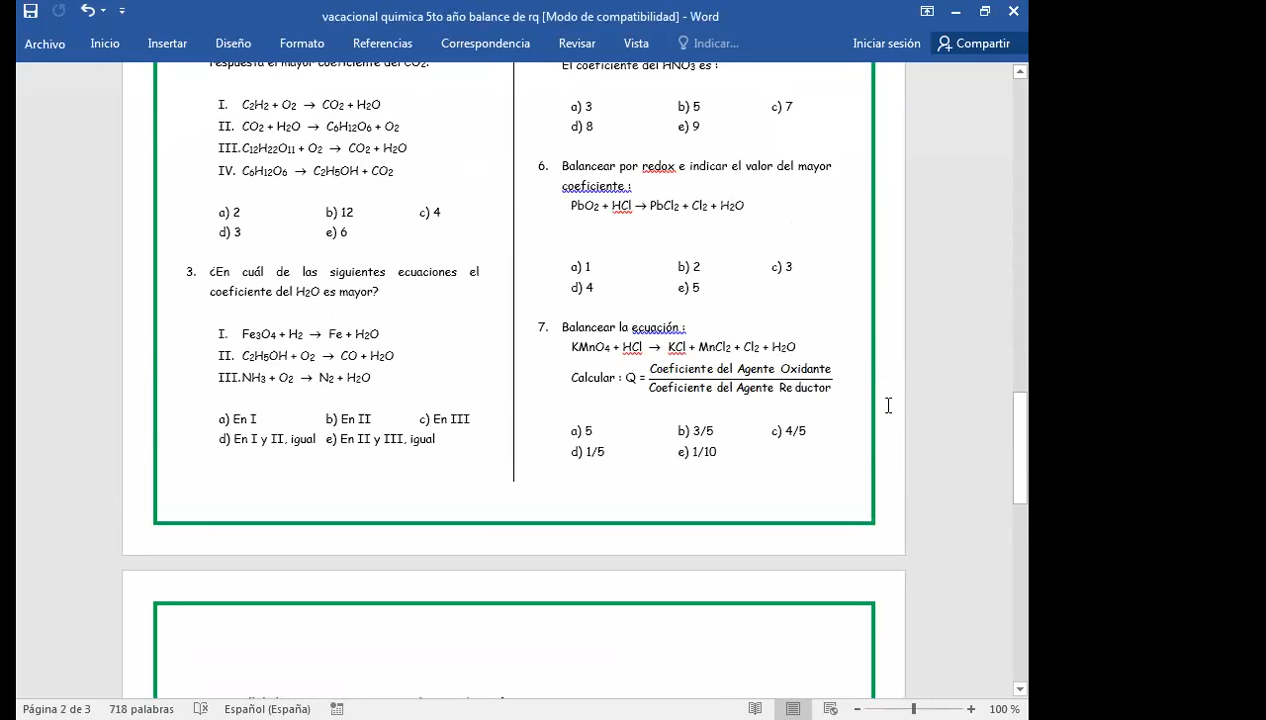 vacacional quimica 5to año balance de rq [Modo de compatibilidad] - Word
Archivo Inicio Insertar Diseño Formato Referencias Correspondencia Revisar Vista Indicar... Iniciar sesión Compartir
respuesta el mayor coeficiente del CO2.
I. C2H2 + O2 → CO2 + H2O
II. CO2 + H2O → C6H12O6 + O2
III. C12H22O11 + O2 → CO2 + H2O
IV. C6H12O6 → C2H5OH + CO2
a) 2 b) 12 c) 4
d) 3 e) 6
3. ¿En cuál de las siguientes ecuaciones el
coeficiente del H2O es mayor?
I. Fe3O4 + H2 → Fe + H2O
II. C2H5OH + O2 → CO + H2O
III. NH3 + O2 → N2 + H2O
a) En I b) En II c) En III
d) En I y II, igual e) En II y III, igual
El coeficiente del HNO3 es :
a) 3 b) 5 c) 7
d) 8 e) 9
6. Balancear por redox e indicar el valor del mayor
coeficiente :
PbO2 + HCl → PbCl2 + Cl2 + H2O
a) 1 b) 2 c) 3
d) 4 e) 5
7. Balancear la ecuación :
KMnO4 + HCl → KCl + MnCl2 + Cl2 + H2O
Coeficiente del Agente Oxidante
Calcular : Q =
Coeficiente del Agente Re ductor
a) 5 b) 3/5 c) 4/5
d) 1/5 e) 1/10
Página 2 de 3 718 palabras Español (España) 100 %